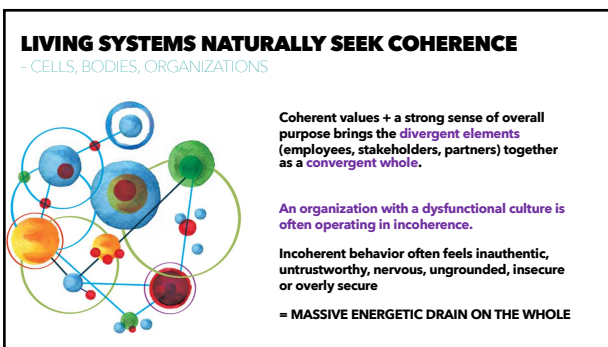 LIVING SYSTEMS NATURALLY SEEK COHERENCE
– CELLS, BODIES, ORGANIZATIONS
Coherent values + a strong sense of overall
purpose brings the divergent elements
(employees, stakeholders, partners) together
as a convergent whole.
An organization with a dysfunctional culture is
often operating in incoherence.
Incoherent behavior often feels inauthentic,
untrustworthy, nervous, ungrounded, insecure
or overly secure
= MASSIVE ENERGETIC DRAIN ON THE WHOLE